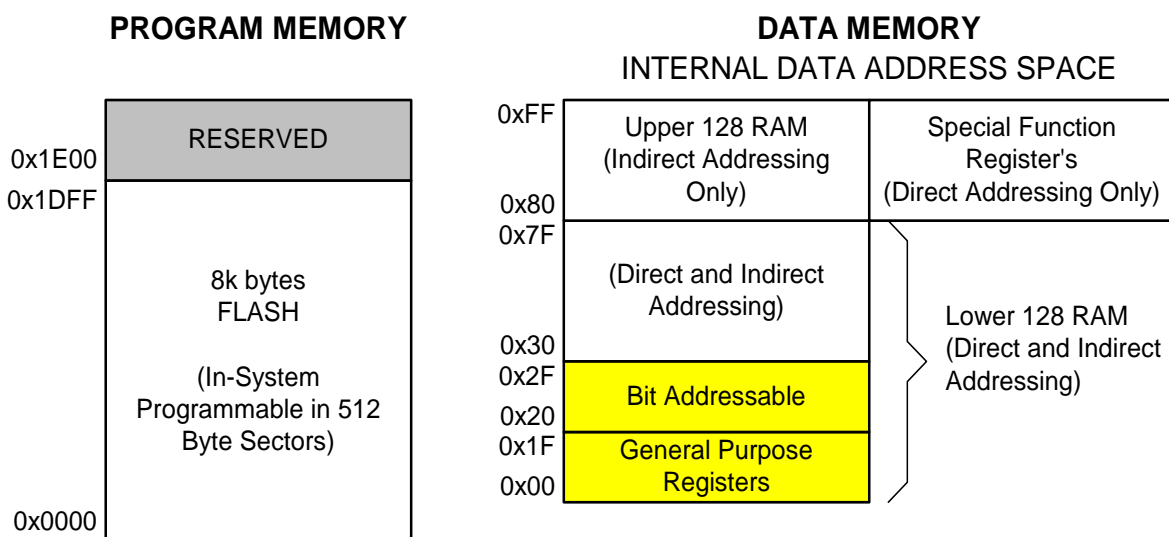 PROGRAM MEMORY
RESERVED
0x1E00
0x1DFF
8k bytes
FLASH
(In-System
Programmable in 512
Byte Sectors)
0x0000
DATA MEMORY
INTERNAL DATA ADDRESS SPACE
0xFF
Upper 128 RAM
(Indirect Addressing
Only)
0x80
Special Function
Register's
(Direct Addressing Only)
0x7F
(Direct and Indirect
Addressing)
0x30
0x2F
Bit Addressable
0x20
0x1F
General Purpose
Registers
0x00
Lower 128 RAM
(Direct and Indirect
Addressing)